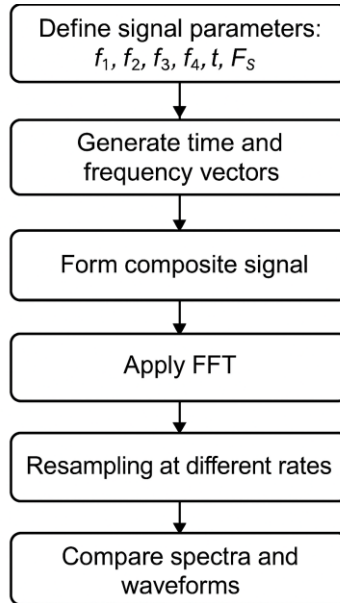 Define signal parameters:
f₁, f₂, f₃, f₄, t, Fₛ
Generate time and
frequency vectors
Form composite signal
Apply FFT
Resampling at different rates
Compare spectra and
waveforms